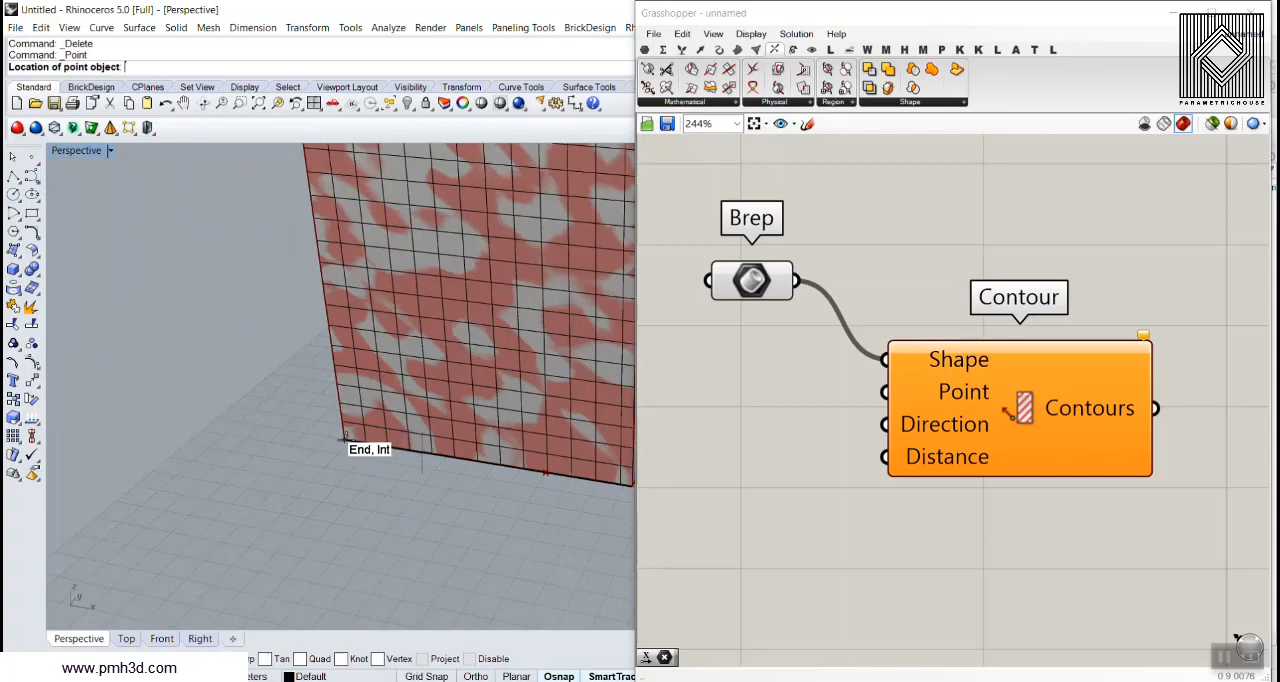 Untitled - Rhinoceros 5.0 [Full] - [Perspective]
File Edit View Curve Surface Solid Mesh Dimension Transform Tools Analyze Render Panels Paneling Tools BrickDesign
Command: _Delete
Command: _Point
Location of point object:
Standard BrickDesign CPlanes Set View Display Select Viewport Layout Visibility Transform Curve Tools Surface Tools
Perspective
End, Int
z
y
x
Perspective Top Front Right
Tan Quad Knot Vertex Project Disable
www.pmh3d.com
Default Grid Snap Ortho Planar Osnap SmartTrac
Grasshopper - unnamed
File Edit View Display Solution Help
L W M H M P K K L A T L
Mathematical Physical Region Shape
244%
PARAMETRICHOUSE
Brep
Contour
Shape
Point
Direction
Distance
Contours
0.9.0076